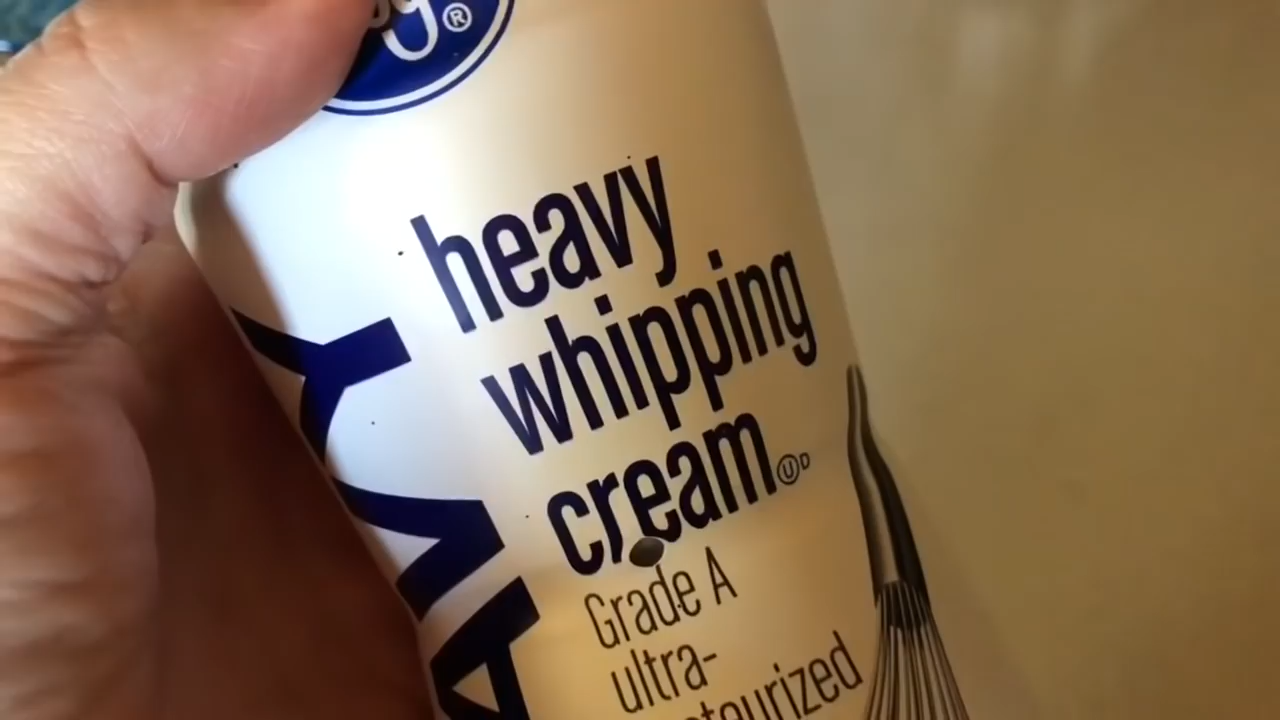 ®
heavy
whipping
cream Ⓤ D
Grade A
ultra-